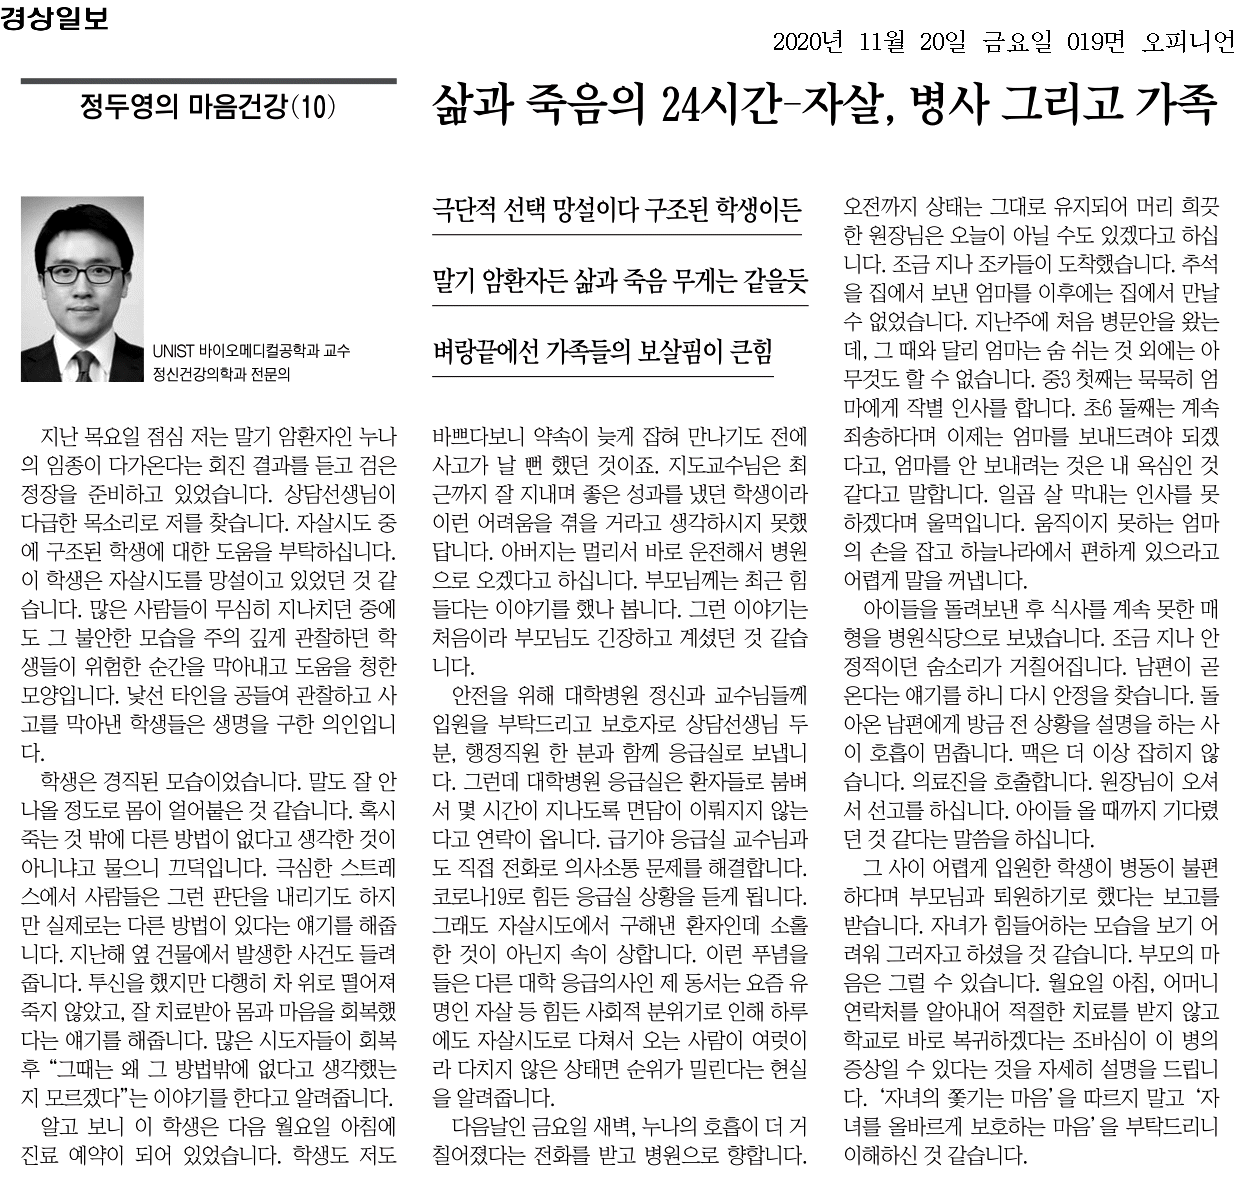 경상일보
2020년 11월 20일 금요일 019면 오피니언
정두영의 마음건강(10)
삶과 죽음의 24시간-자살, 병사 그리고 가족
UNIST 바이오메디컬공학과 교수
정신건강의학과 전문의
극단적 선택 망설이다 구조된 학생이든
말기 암환자든 삶과 죽음 무게는 같을듯
벼랑끝에선 가족들의 보살핌이 큰힘
지난 목요일 점심 저는 말기 암환자인 누나
의 임종이 다가온다는 회진 결과를 듣고 검은
정장을 준비하고 있었습니다. 상담선생님이
다급한 목소리로 저를 찾습니다. 자살시도 중
에 구조된 학생에 대한 도움을 부탁하십니다.
이 학생은 자살시도를 망설이고 있었던 것 같
습니다. 많은 사람들이 무심히 지나치던 중에
도 그 불안한 모습을 주의 깊게 관찰하던 학
생들이 위험한 순간을 막아내고 도움을 청한
모양입니다. 낯선 타인을 공들여 관찰하고 사
고를 막아낸 학생들은 생명을 구한 의인입니
다.
학생은 경직된 모습이었습니다. 말도 잘 안
나올 정도로 몸이 얼어붙은 것 같습니다. 혹시
죽는 것 밖에 다른 방법이 없다고 생각한 것이
아니냐고 물으니 끄덕입니다. 극심한 스트레
스에서 사람들은 그런 판단을 내리기도 하지
만 실제로는 다른 방법이 있다는 얘기를 해줍
니다. 지난해 옆 건물에서 발생한 사건도 들려
줍니다. 투신을 했지만 다행히 차 위로 떨어져
죽지 않았고, 잘 치료받아 몸과 마음을 회복했
다는 얘기를 해줍니다. 많은 시도자들이 회복
후 “그때는 왜 그 방법밖에 없다고 생각했는
지 모르겠다”는 이야기를 한다고 알려줍니다.
알고 보니 이 학생은 다음 월요일 아침에
진료 예약이 되어 있었습니다. 학생도 저도
바쁘다보니 약속이 늦게 잡혀 만나기도 전에
사고가 날 뻔 했던 것이죠. 지도교수님은 최
근까지 잘 지내며 좋은 성과를 냈던 학생이라
이런 어려움을 겪을 거라고 생각하시지 못했
답니다. 아버지는 멀리서 바로 운전해서 병원
으로 오겠다고 하십니다. 부모님께는 최근 힘
들다는 이야기를 했나 봅니다. 그런 이야기는
처음이라 부모님도 긴장하고 계셨던 것 같습
니다.
안전을 위해 대학병원 정신과 교수님들께
입원을 부탁드리고 보호자로 상담선생님 두
분, 행정직원 한 분과 함께 응급실로 보냅니
다. 그런데 대학병원 응급실은 환자들로 붐벼
서 몇 시간이 지나도록 면담이 이뤄지지 않는
다고 연락이 옵니다. 급기야 응급실 교수님과
도 직접 전화로 의사소통 문제를 해결합니다.
코로나19로 힘든 응급실 상황을 듣게 됩니다.
그래도 자살시도에서 구해낸 환자인데 소홀
한 것이 아닌지 속이 상합니다. 이런 푸념을
들은 다른 대학 응급의사인 제 동서는 요즘 유
명인 자살 등 힘든 사회적 분위기로 인해 하루
에도 자살시도로 다쳐서 오는 사람이 여럿이
라 다치지 않은 상태면 순위가 밀린다는 현실
을 알려줍니다.
다음날인 금요일 새벽, 누나의 호흡이 더 거
칠어졌다는 전화를 받고 병원으로 향합니다.
오전까지 상태는 그대로 유지되어 머리 희끗
한 원장님은 오늘이 아닐 수도 있겠다고 하십
니다. 조금 지나 조카들이 도착했습니다. 추석
을 집에서 보낸 엄마를 이후에는 집에서 만날
수 없었습니다. 지난주에 처음 병문안을 왔는
데, 그 때와 달리 엄마는 숨 쉬는 것 외에는 아
무것도 할 수 없습니다. 중3 첫째는 묵묵히 엄
마에게 작별 인사를 합니다. 초6 둘째는 계속
죄송하다며 이제는 엄마를 보내드려야 되겠
다고, 엄마를 안 보내려는 것은 내 욕심인 것
같다고 말합니다. 일곱 살 막내는 인사를 못
하겠다며 울먹입니다. 움직이지 못하는 엄마
의 손을 잡고 하늘나라에서 편하게 있으라고
어렵게 말을 꺼냅니다.
아이들을 돌려보낸 후 식사를 계속 못한 매
형을 병원식당으로 보냈습니다. 조금 지나 안
정적이던 숨소리가 거칠어집니다. 남편이 곧
온다는 얘기를 하니 다시 안정을 찾습니다. 돌
아온 남편에게 방금 전 상황을 설명을 하는 사
이 호흡이 멈춥니다. 맥은 더 이상 잡히지 않
습니다. 의료진을 호출합니다. 원장님이 오셔
서 선고를 하십니다. 아이들 올 때까지 기다렸
던 것 같다는 말씀을 하십니다.
그 사이 어렵게 입원한 학생이 병동이 불편
하다며 부모님과 퇴원하기로 했다는 보고를
받습니다. 자녀가 힘들어하는 모습을 보기 어
려워 그러자고 하셨을 것 같습니다. 부모의 마
음은 그럴 수 있습니다. 월요일 아침, 어머니
연락처를 알아내어 적절한 치료를 받지 않고
학교로 바로 복귀하겠다는 조바심이 이 병의
증상일 수 있다는 것을 자세히 설명을 드립니
다. ‘자녀의 쫓기는 마음’을 따르지 말고 ‘자
녀를 올바르게 보호하는 마음’을 부탁드리니
이해하신 것 같습니다.